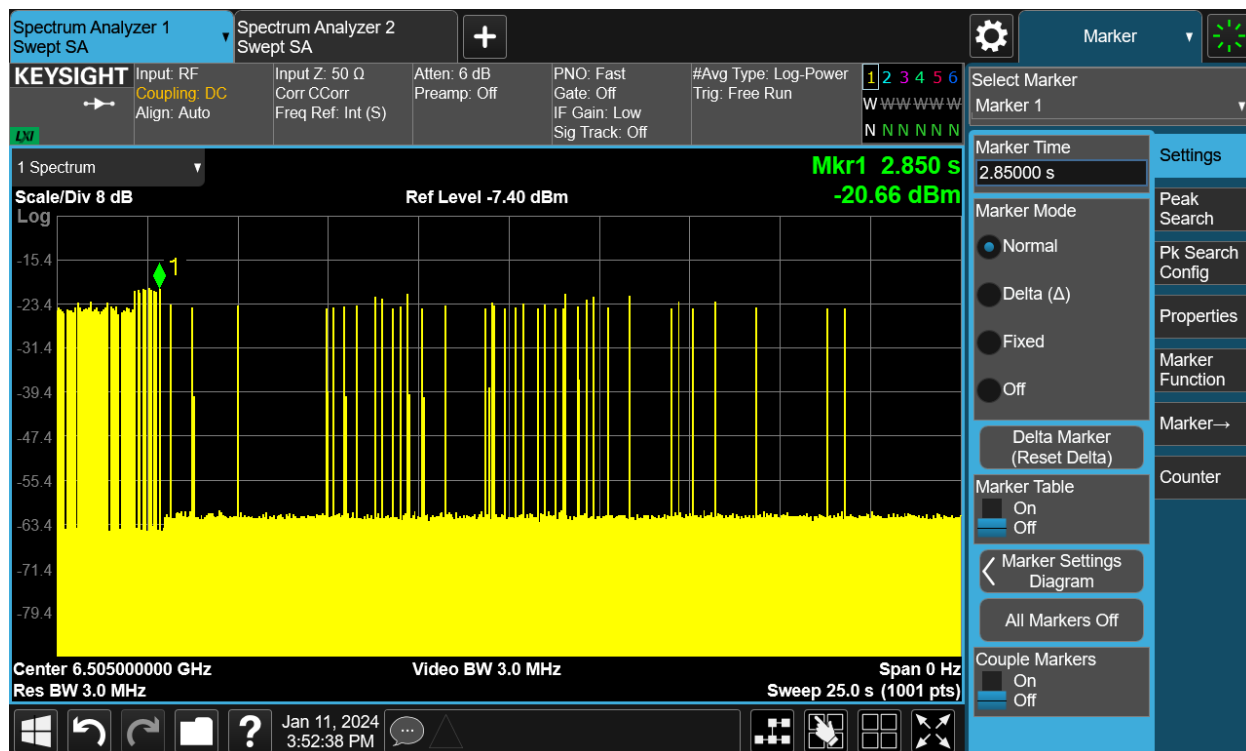 Spectrum Analyzer 1
Swept SA
Spectrum Analyzer 2
Swept SA
Marker
KEYSIGHT
LXI
Input: RF
Coupling: DC
Align: Auto
Input Z: 50 Ω
Corr CCorr
Freq Ref: Int (S)
Atten: 6 dB
Preamp: Off
PNO: Fast
Gate: Off
IF Gain: Low
Sig Track: Off
#Avg Type: Log-Power
Trig: Free Run
1 2 3 4 5 6
W W W W W W
N N N N N N
Select Marker
Marker 1
1 Spectrum
Mkr1 2.850 s
-20.66 dBm
Scale/Div 8 dB
Ref Level -7.40 dBm
Log
1
-15.4
-23.4
-31.4
-39.4
-47.4
-55.4
-63.4
-71.4
-79.4
Center 6.505000000 GHz
Video BW 3.0 MHz
Span 0 Hz
Res BW 3.0 MHz
Sweep 25.0 s (1001 pts)
Marker Time
2.85000 s
Marker Mode
Normal
Delta (Δ)
Fixed
Off
Delta Marker
(Reset Delta)
Marker Table
On
Off
Marker Settings
Diagram
All Markers Off
Couple Markers
On
Off
Settings
Peak
Search
Pk Search
Config
Properties
Marker
Function
Marker→
Counter
?
Jan 11, 2024
3:52:38 PM